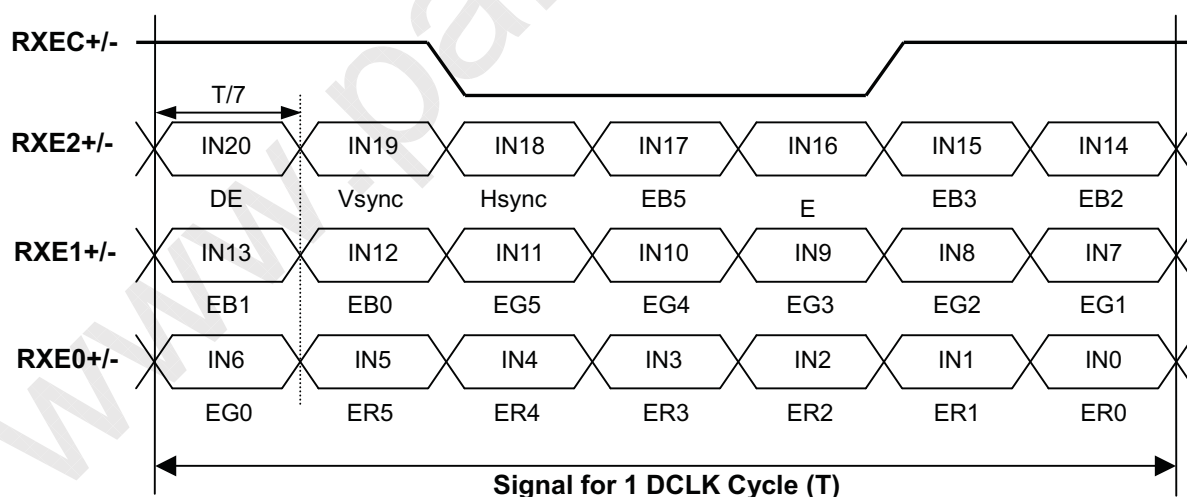 RXEC+/-
T/7
RXE2+/- IN20 IN19 IN18 IN17 IN16 IN15 IN14
DE Vsync Hsync EB5 E EB3 EB2
RXE1+/- IN13 IN12 IN11 IN10 IN9 IN8 IN7
EB1 EB0 EG5 EG4 EG3 EG2 EG1
RXE0+/- IN6 IN5 IN4 IN3 IN2 IN1 IN0
EG0 ER5 ER4 ER3 ER2 ER1 ER0
Signal for 1 DCLK Cycle (T)
www.pa